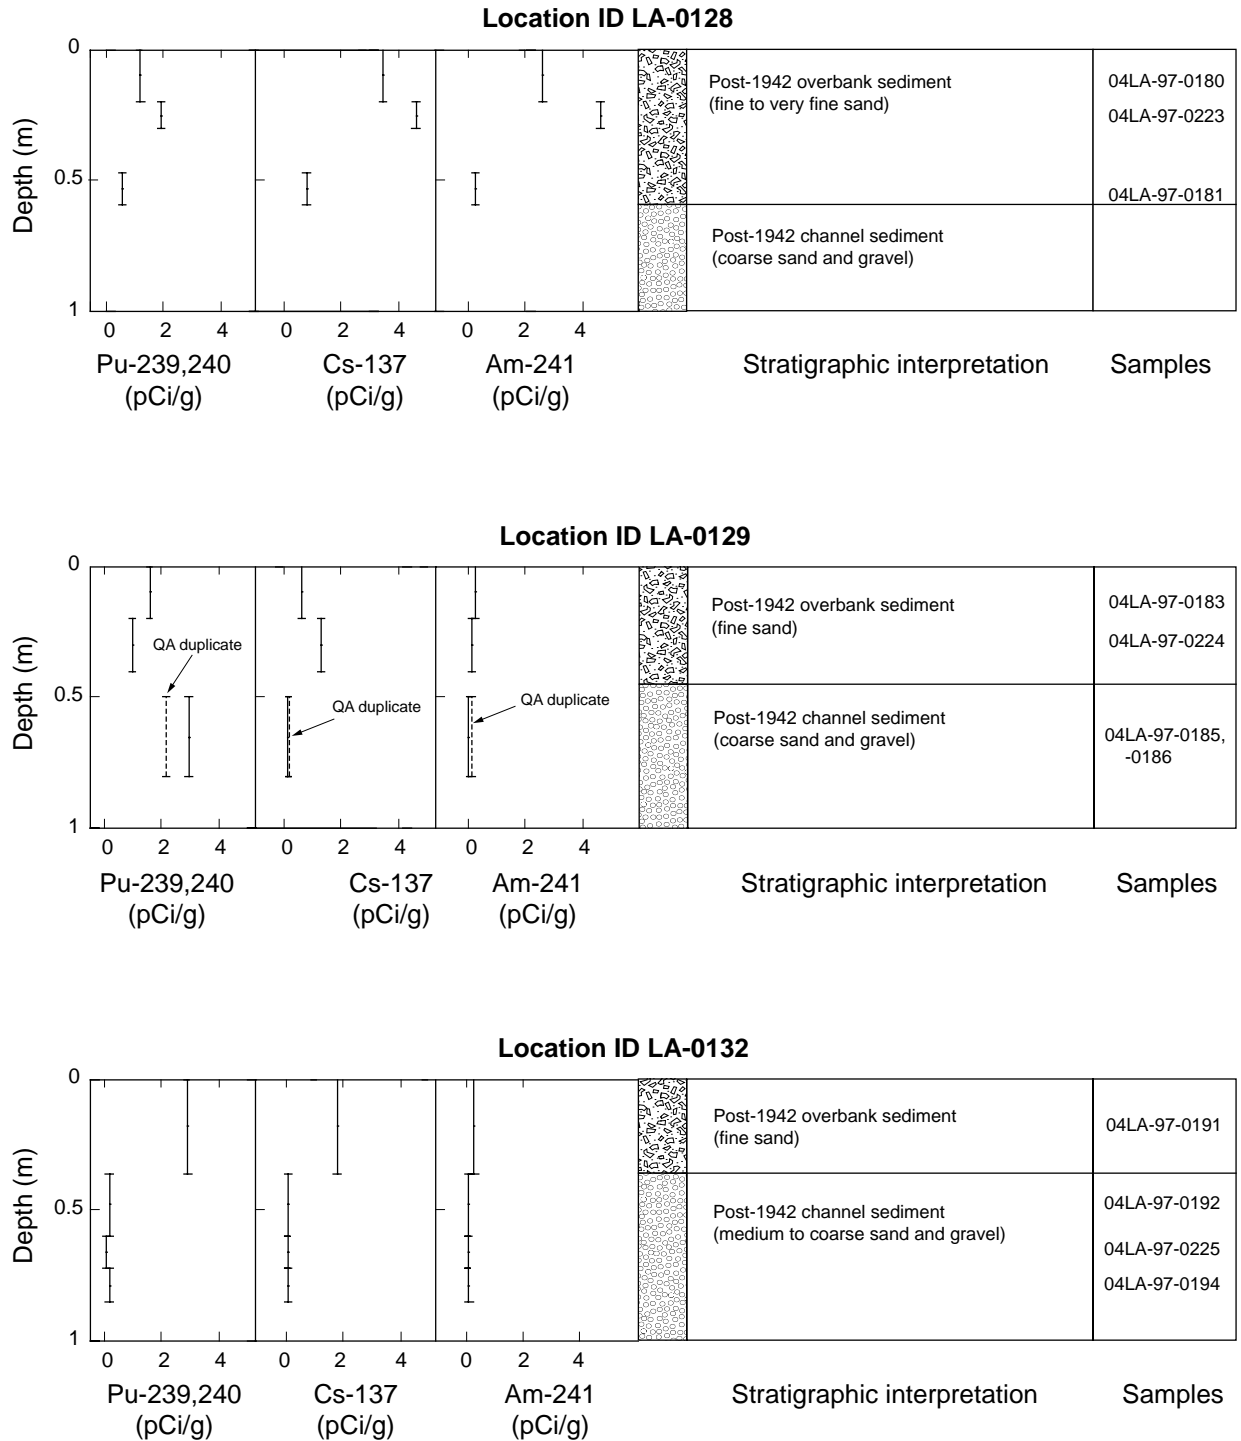 Location ID LA-0128
0
0.5
1
Depth (m)
0 2 4
0 2 4
0 2 4
Pu-239,240
(pCi/g)
Cs-137
(pCi/g)
Am-241
(pCi/g)
Post-1942 overbank sediment
(fine to very fine sand)
Post-1942 channel sediment
(coarse sand and gravel)
Stratigraphic interpretation
04LA-97-0180
04LA-97-0223
04LA-97-0181
Samples
Location ID LA-0129
0
0.5
1
Depth (m)
QA duplicate
QA duplicate
QA duplicate
0 2 4
0 2 4
0 2 4
Pu-239,240
(pCi/g)
Cs-137
(pCi/g)
Am-241
(pCi/g)
Post-1942 overbank sediment
(fine sand)
Post-1942 channel sediment
(coarse sand and gravel)
Stratigraphic interpretation
04LA-97-0183
04LA-97-0224
04LA-97-0185,
-0186
Samples
Location ID LA-0132
0
0.5
1
Depth (m)
0 2 4
0 2 4
0 2 4
Pu-239,240
(pCi/g)
Cs-137
(pCi/g)
Am-241
(pCi/g)
Post-1942 overbank sediment
(fine sand)
Post-1942 channel sediment
(medium to coarse sand and gravel)
Stratigraphic interpretation
04LA-97-0191
04LA-97-0192
04LA-97-0225
04LA-97-0194
Samples